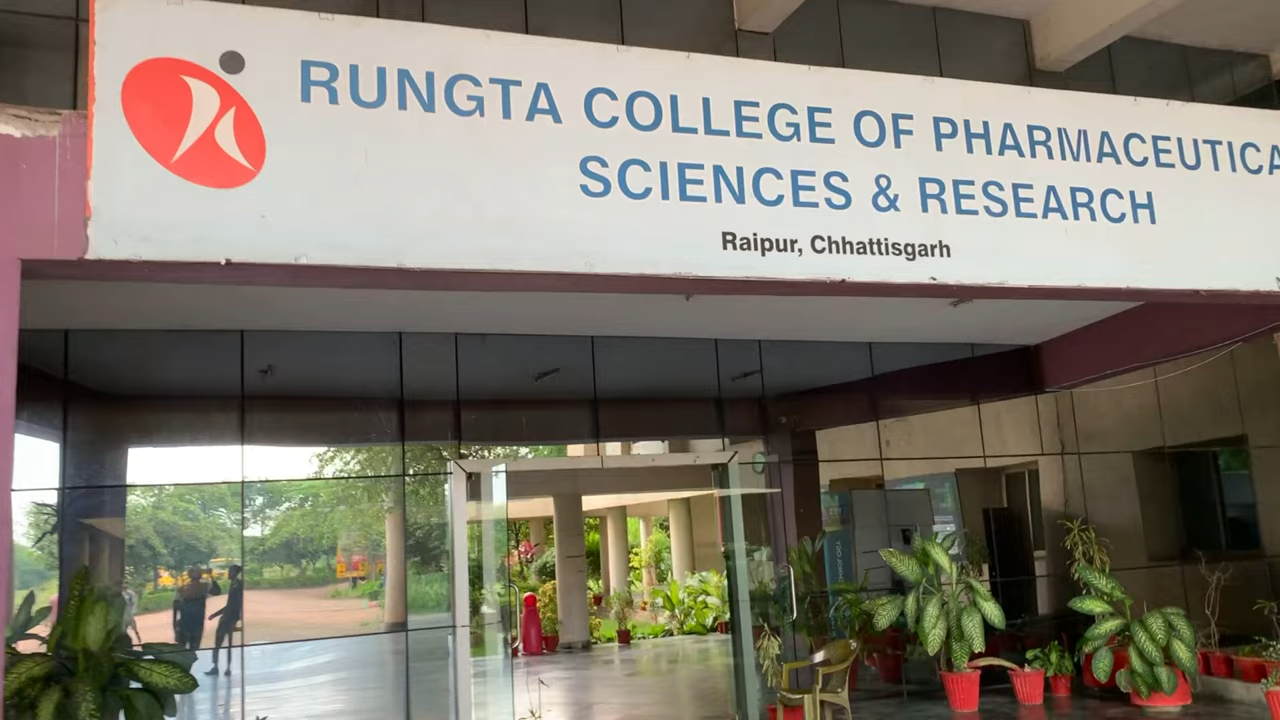 RUNGTA COLLEGE OF PHARMACEUTICA
SCIENCES & RESEARCH
Raipur, Chhattisgarh